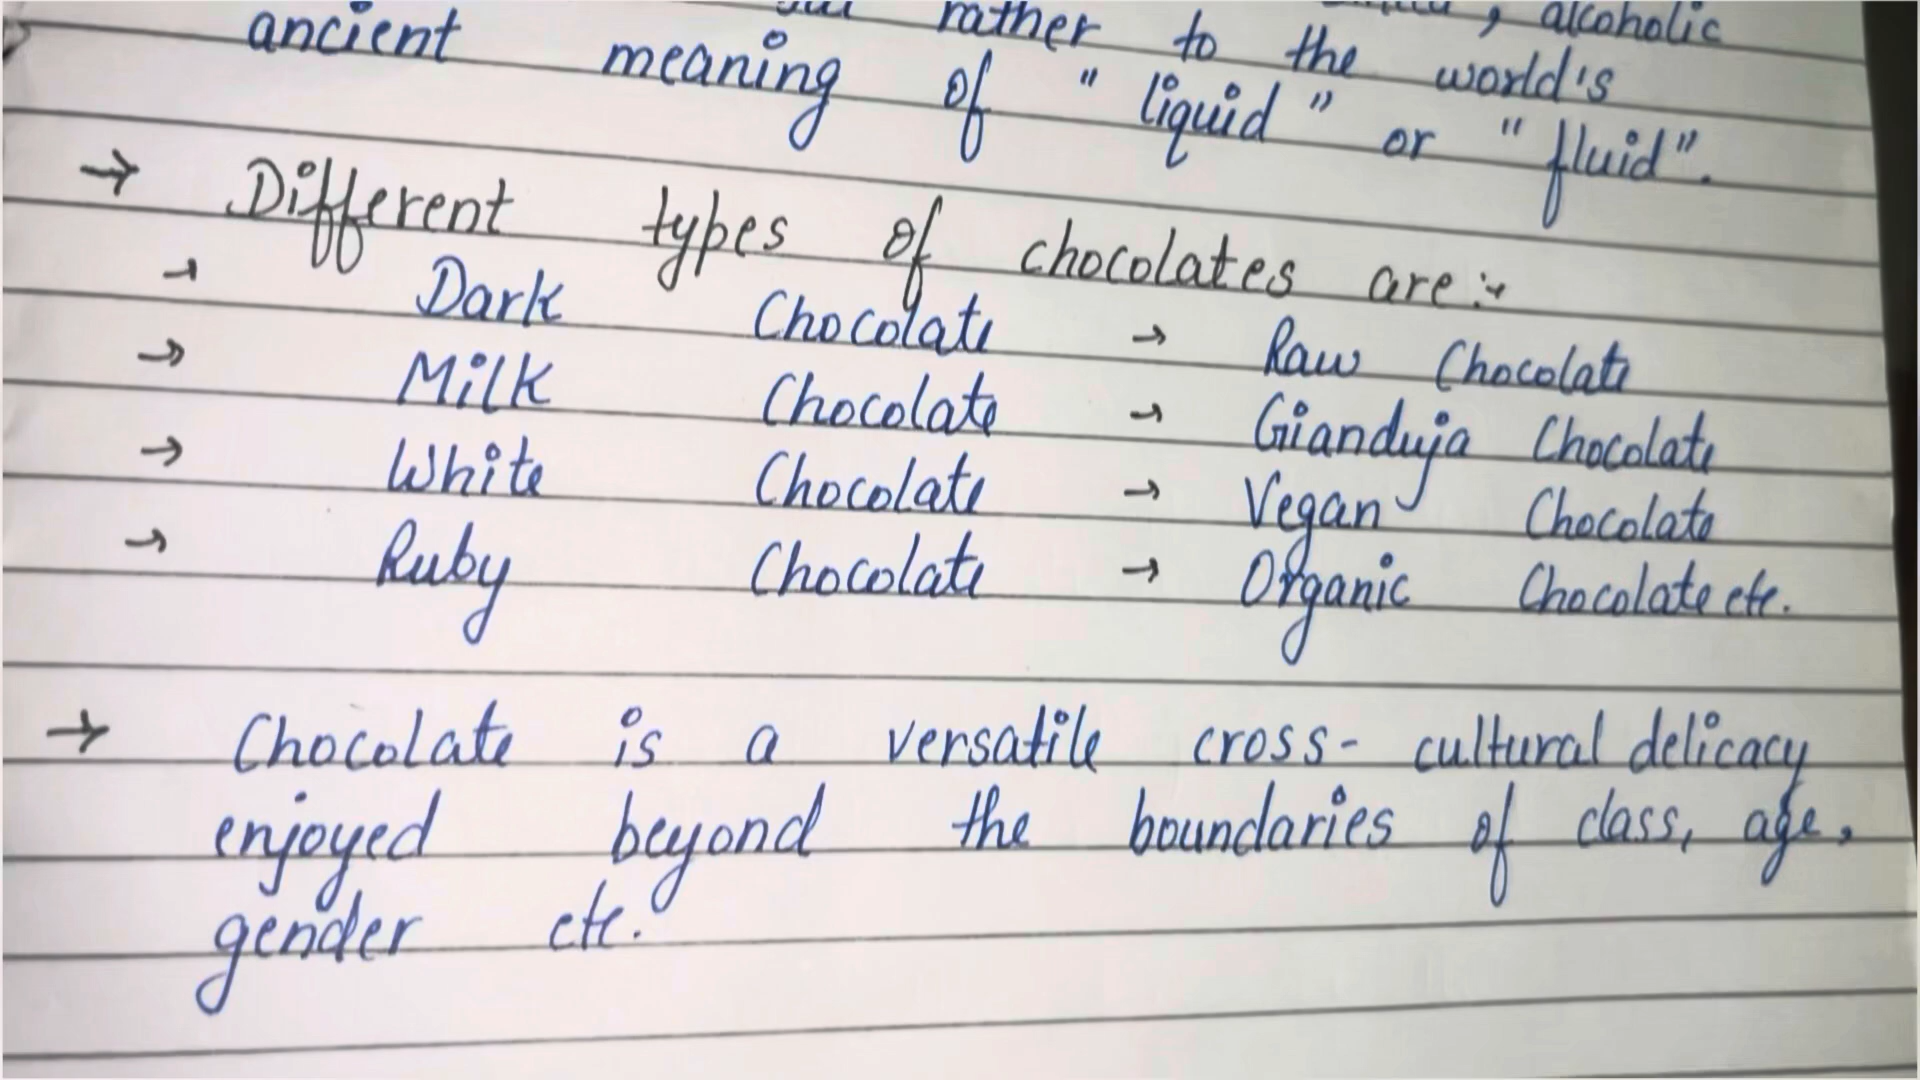 , alcoholic
rather to the world's
ancient meaning of "liquid" or "fluid".
→ Different types of chocolates are:-
→ Dark Chocolate → Raw Chocolate
→ Milk Chocolate → Gianduja Chocolate
→ White Chocolate → Vegan Chocolate
→ Ruby Chocolate → Organic Chocolate etc.
→ Chocolate is a versatile cross-cultural delicacy
enjoyed beyond the boundaries of class, age,
gender etc.